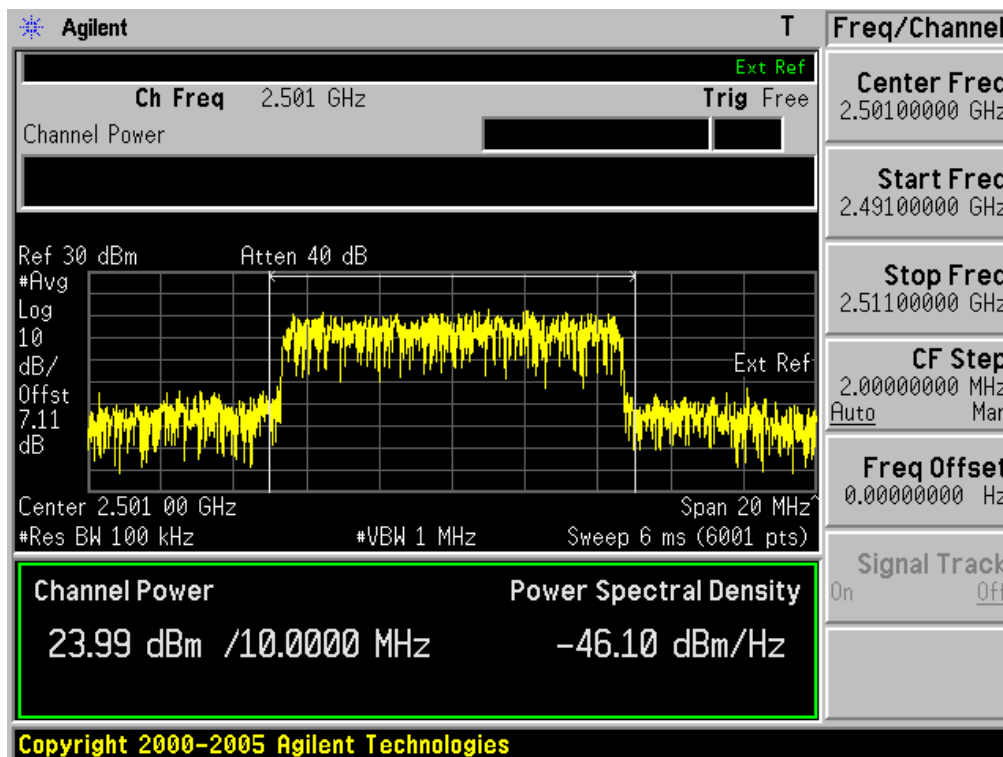 Agilent T
Ext Ref
Ch Freq 2.501 GHz Trig Free
Channel Power
Ref 30 dBm Atten 40 dB
#Avg
Log
10
dB/
Offst
7.11
dB
Ext Ref
Center 2.501 00 GHz Span 20 MHz^
#Res BW 100 kHz #VBW 1 MHz Sweep 6 ms (6001 pts)
Channel Power Power Spectral Density
23.99 dBm /10.0000 MHz -46.10 dBm/Hz
Copyright 2000-2005 Agilent Technologies
Freq/Channel
Center Freq
2.50100000 GHz
Start Freq
2.49100000 GHz
Stop Freq
2.51100000 GHz
CF Step
2.00000000 MHz
Auto Man
Freq Offset
0.00000000 Hz
Signal Track
On Off